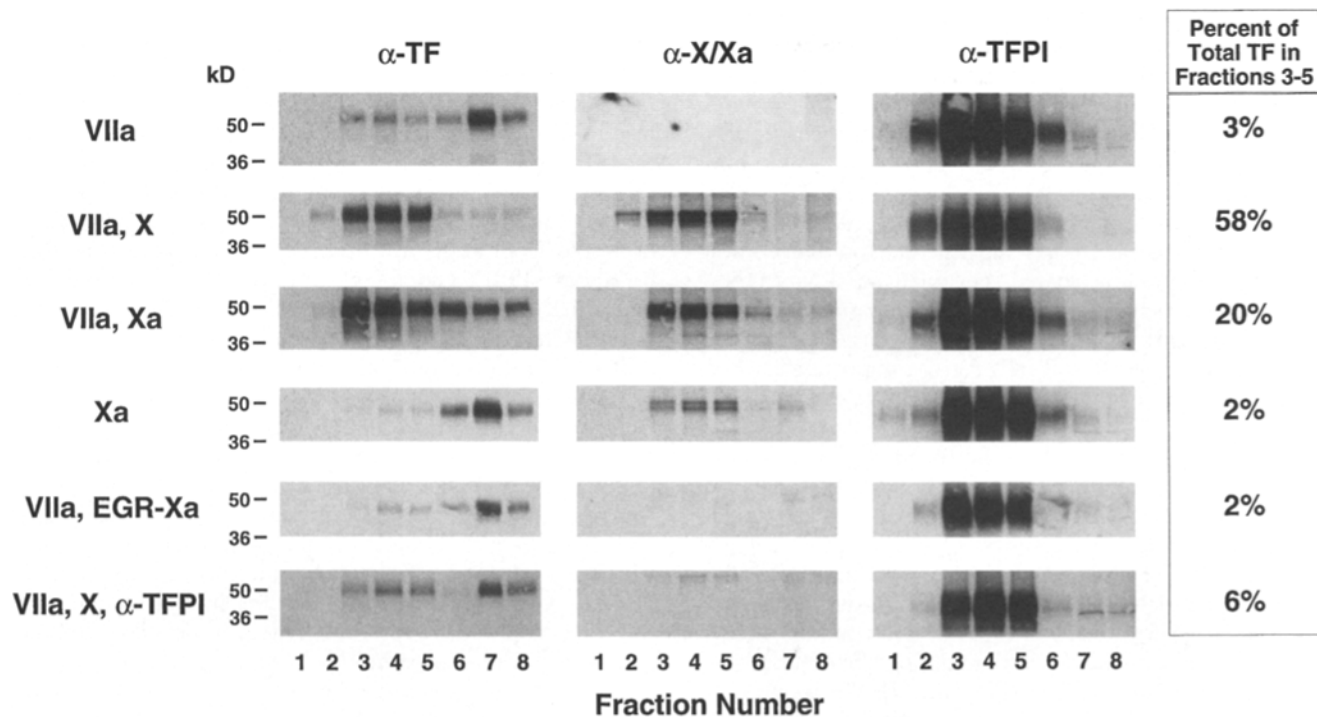 α-TF α-X/Xa α-TFPI
Percent of
Total TF in
Fractions 3-5
kD
VIIa
50
36
3%
VIIa, X
50
36
58%
VIIa, Xa
50
36
20%
Xa
50
36
2%
VIIa, EGR-Xa
50
36
2%
VIIa, X, α-TFPI
50
36
6%
1 2 3 4 5 6 7 8 1 2 3 4 5 6 7 8 1 2 3 4 5 6 7 8
Fraction Number